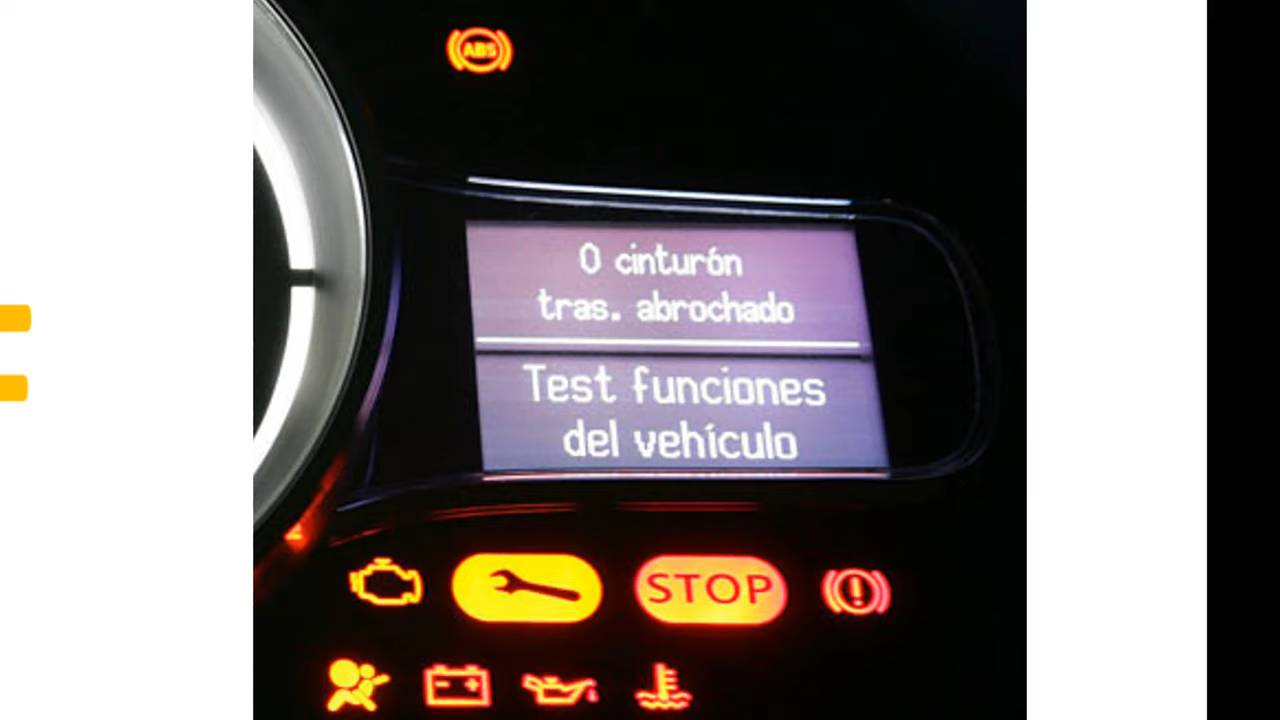 ABS
0 cinturón
tras. abrochado
Test funciones
del vehículo
STOP